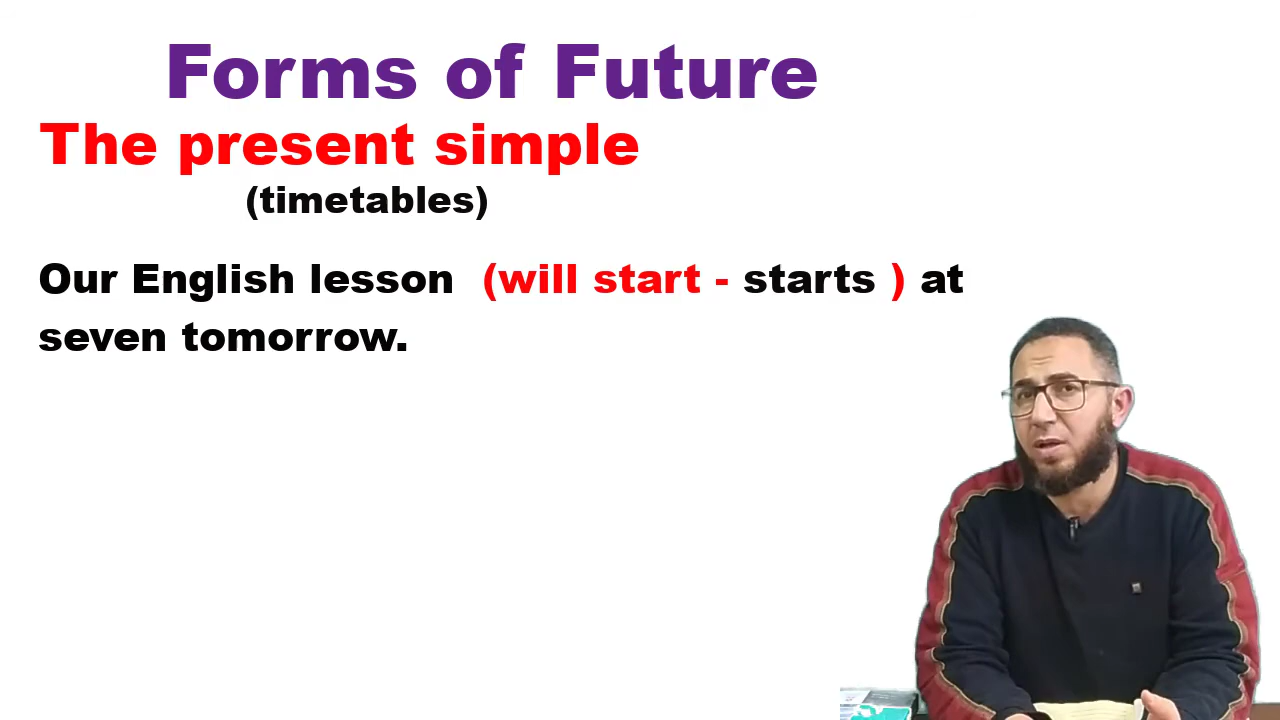 Forms of Future
The present simple
(timetables)
Our English lesson (will start - starts ) at
seven tomorrow.